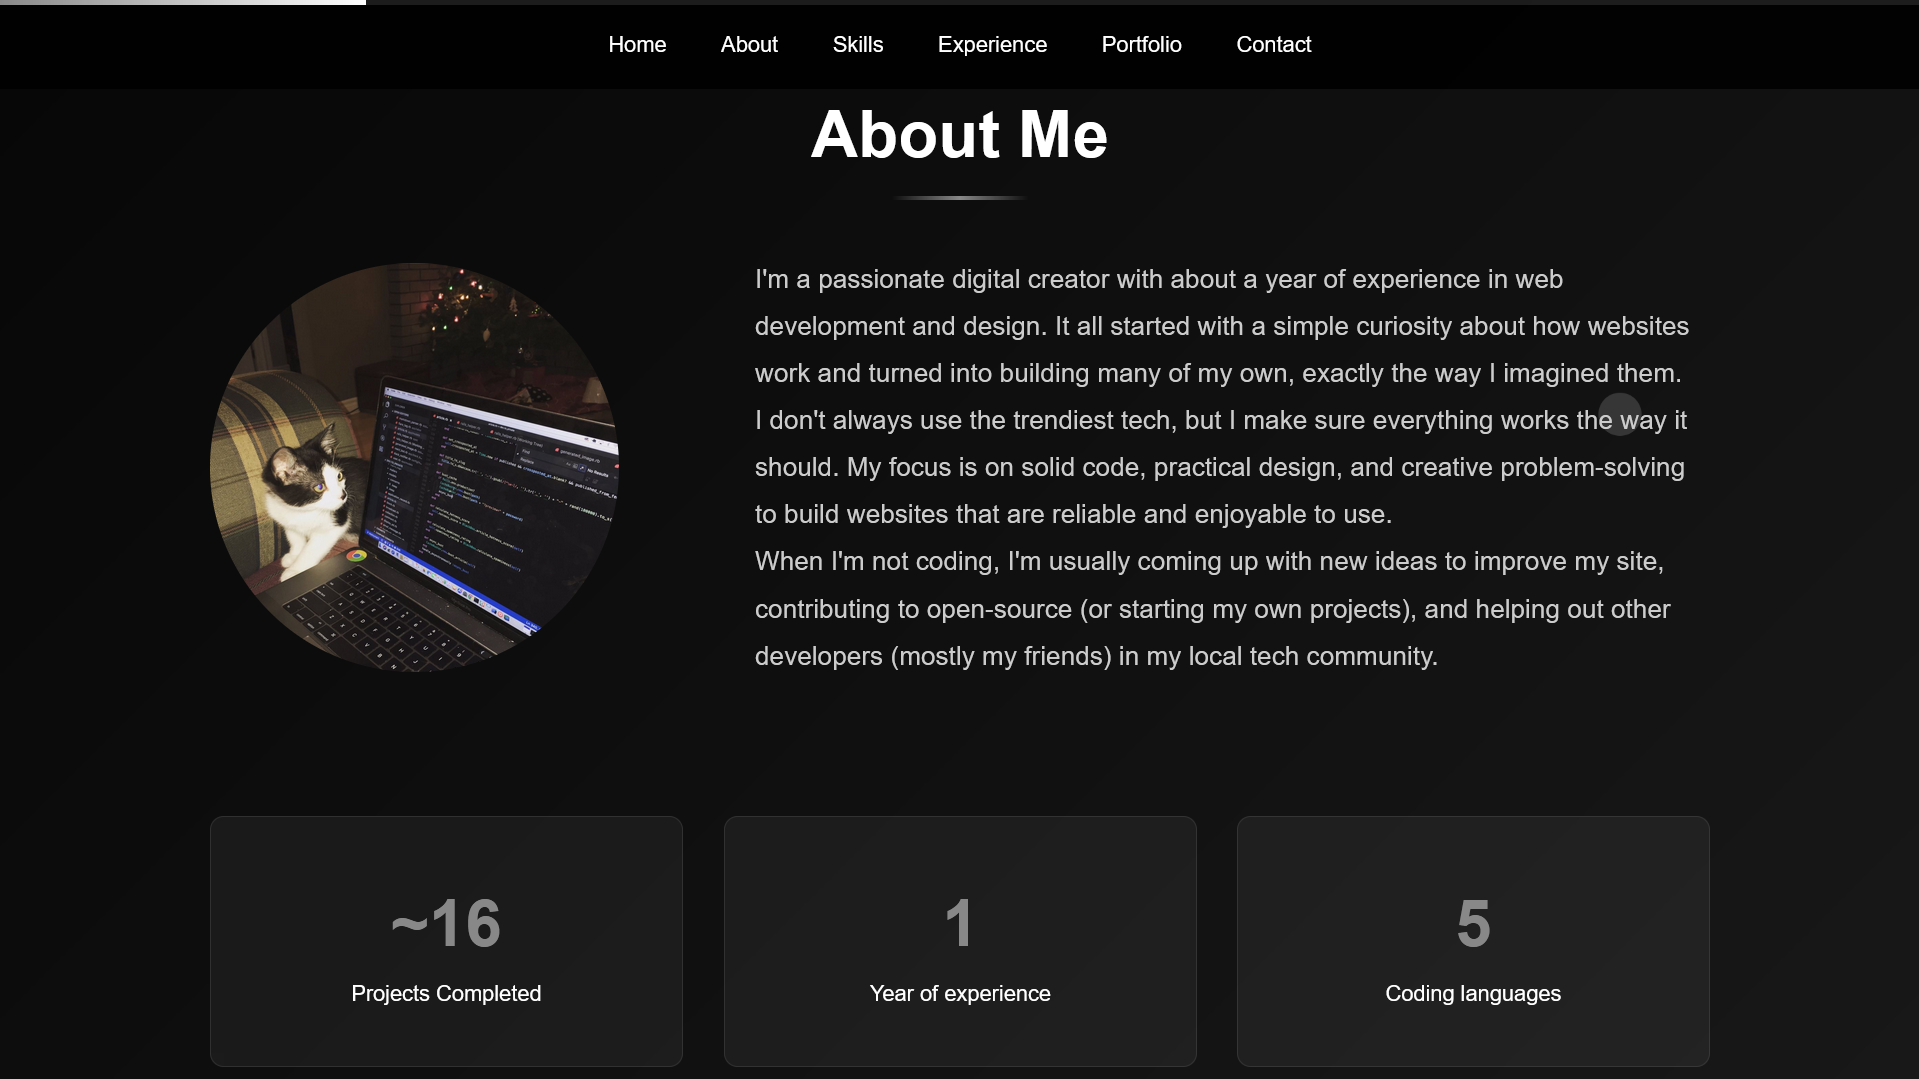 Home About Skills Experience Portfolio Contact
About Me
I'm a passionate digital creator with about a year of experience in web
development and design. It all started with a simple curiosity about how websites
work and turned into building many of my own, exactly the way I imagined them.
I don't always use the trendiest tech, but I make sure everything works the way it
should. My focus is on solid code, practical design, and creative problem-solving
to build websites that are reliable and enjoyable to use.
When I'm not coding, I'm usually coming up with new ideas to improve my site,
contributing to open-source (or starting my own projects), and helping out other
developers (mostly my friends) in my local tech community.
~16
Projects Completed
1
Year of experience
5
Coding languages